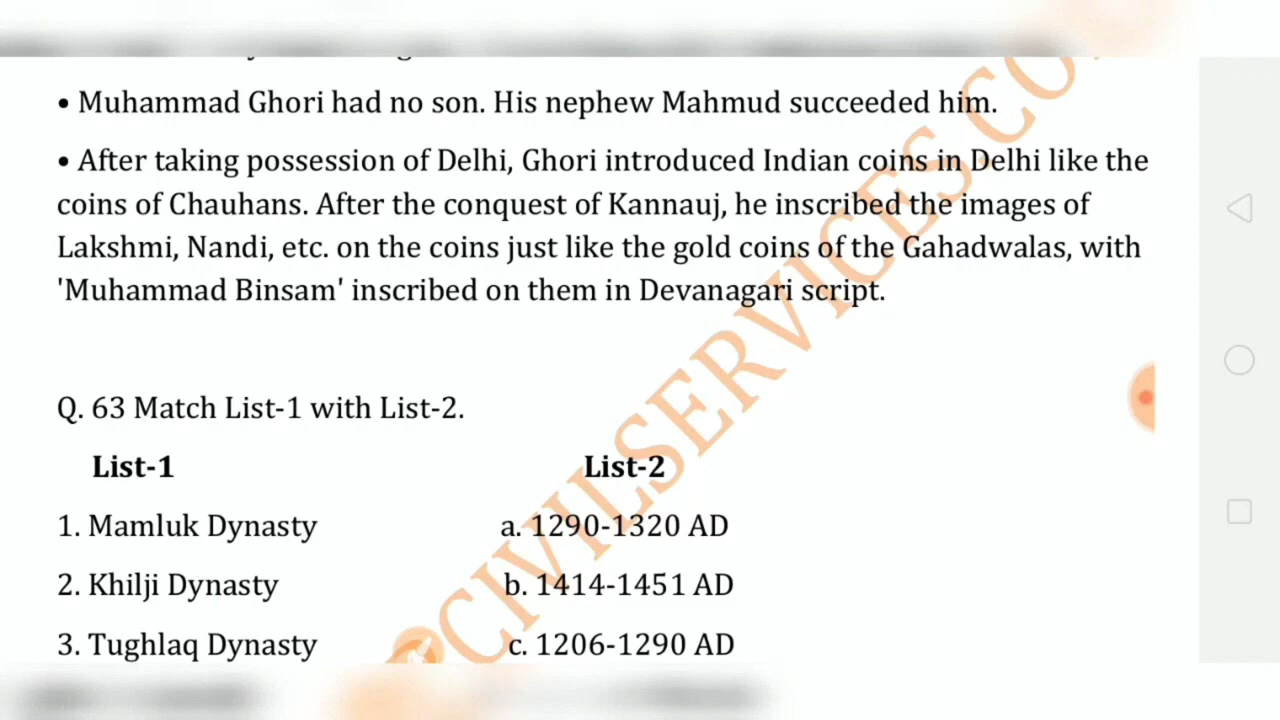 • Muhammad Ghori had no son. His nephew Mahmud succeeded him.
• After taking possession of Delhi, Ghori introduced Indian coins in Delhi like the
coins of Chauhans. After the conquest of Kannauj, he inscribed the images of
Lakshmi, Nandi, etc. on the coins just like the gold coins of the Gahadwalas, with
'Muhammad Binsam' inscribed on them in Devanagari script.
Q. 63 Match List-1 with List-2.
List-1 List-2
1. Mamluk Dynasty a. 1290-1320 AD
2. Khilji Dynasty b. 1414-1451 AD
3. Tughlaq Dynasty c. 1206-1290 AD
CIVILSERVICES.CO